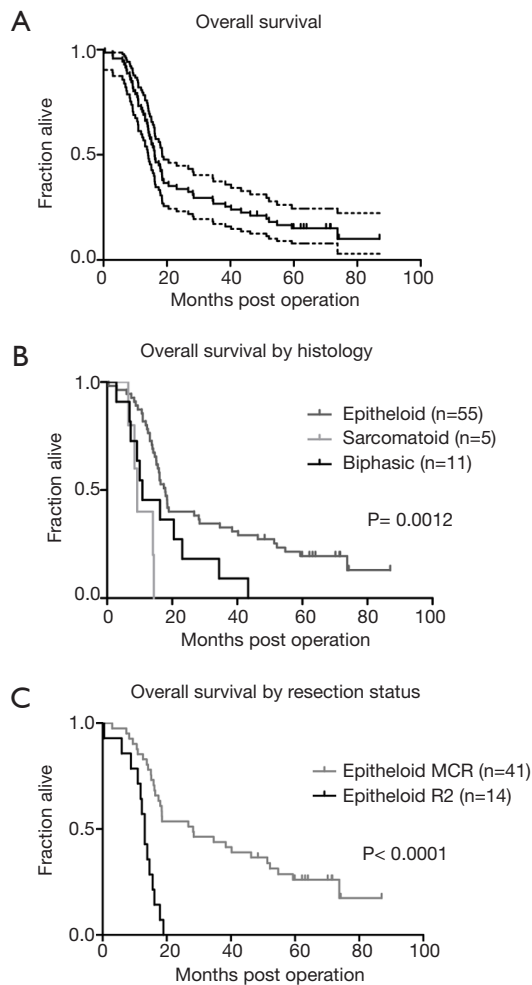 A
Overall survival
Fraction alive
1.0
0.5
0.0
0 20 40 60 80 100
Months post operation
B
Overall survival by histology
Fraction alive
1.0
0.5
0.0
Epitheloid (n=55)
Sarcomatoid (n=5)
Biphasic (n=11)
P= 0.0012
0 20 40 60 80 100
Months post operation
C
Overall survival by resection status
Fraction alive
1.0
0.5
0.0
Epitheloid MCR (n=41)
Epitheloid R2 (n=14)
P< 0.0001
0 20 40 60 80 100
Months post operation